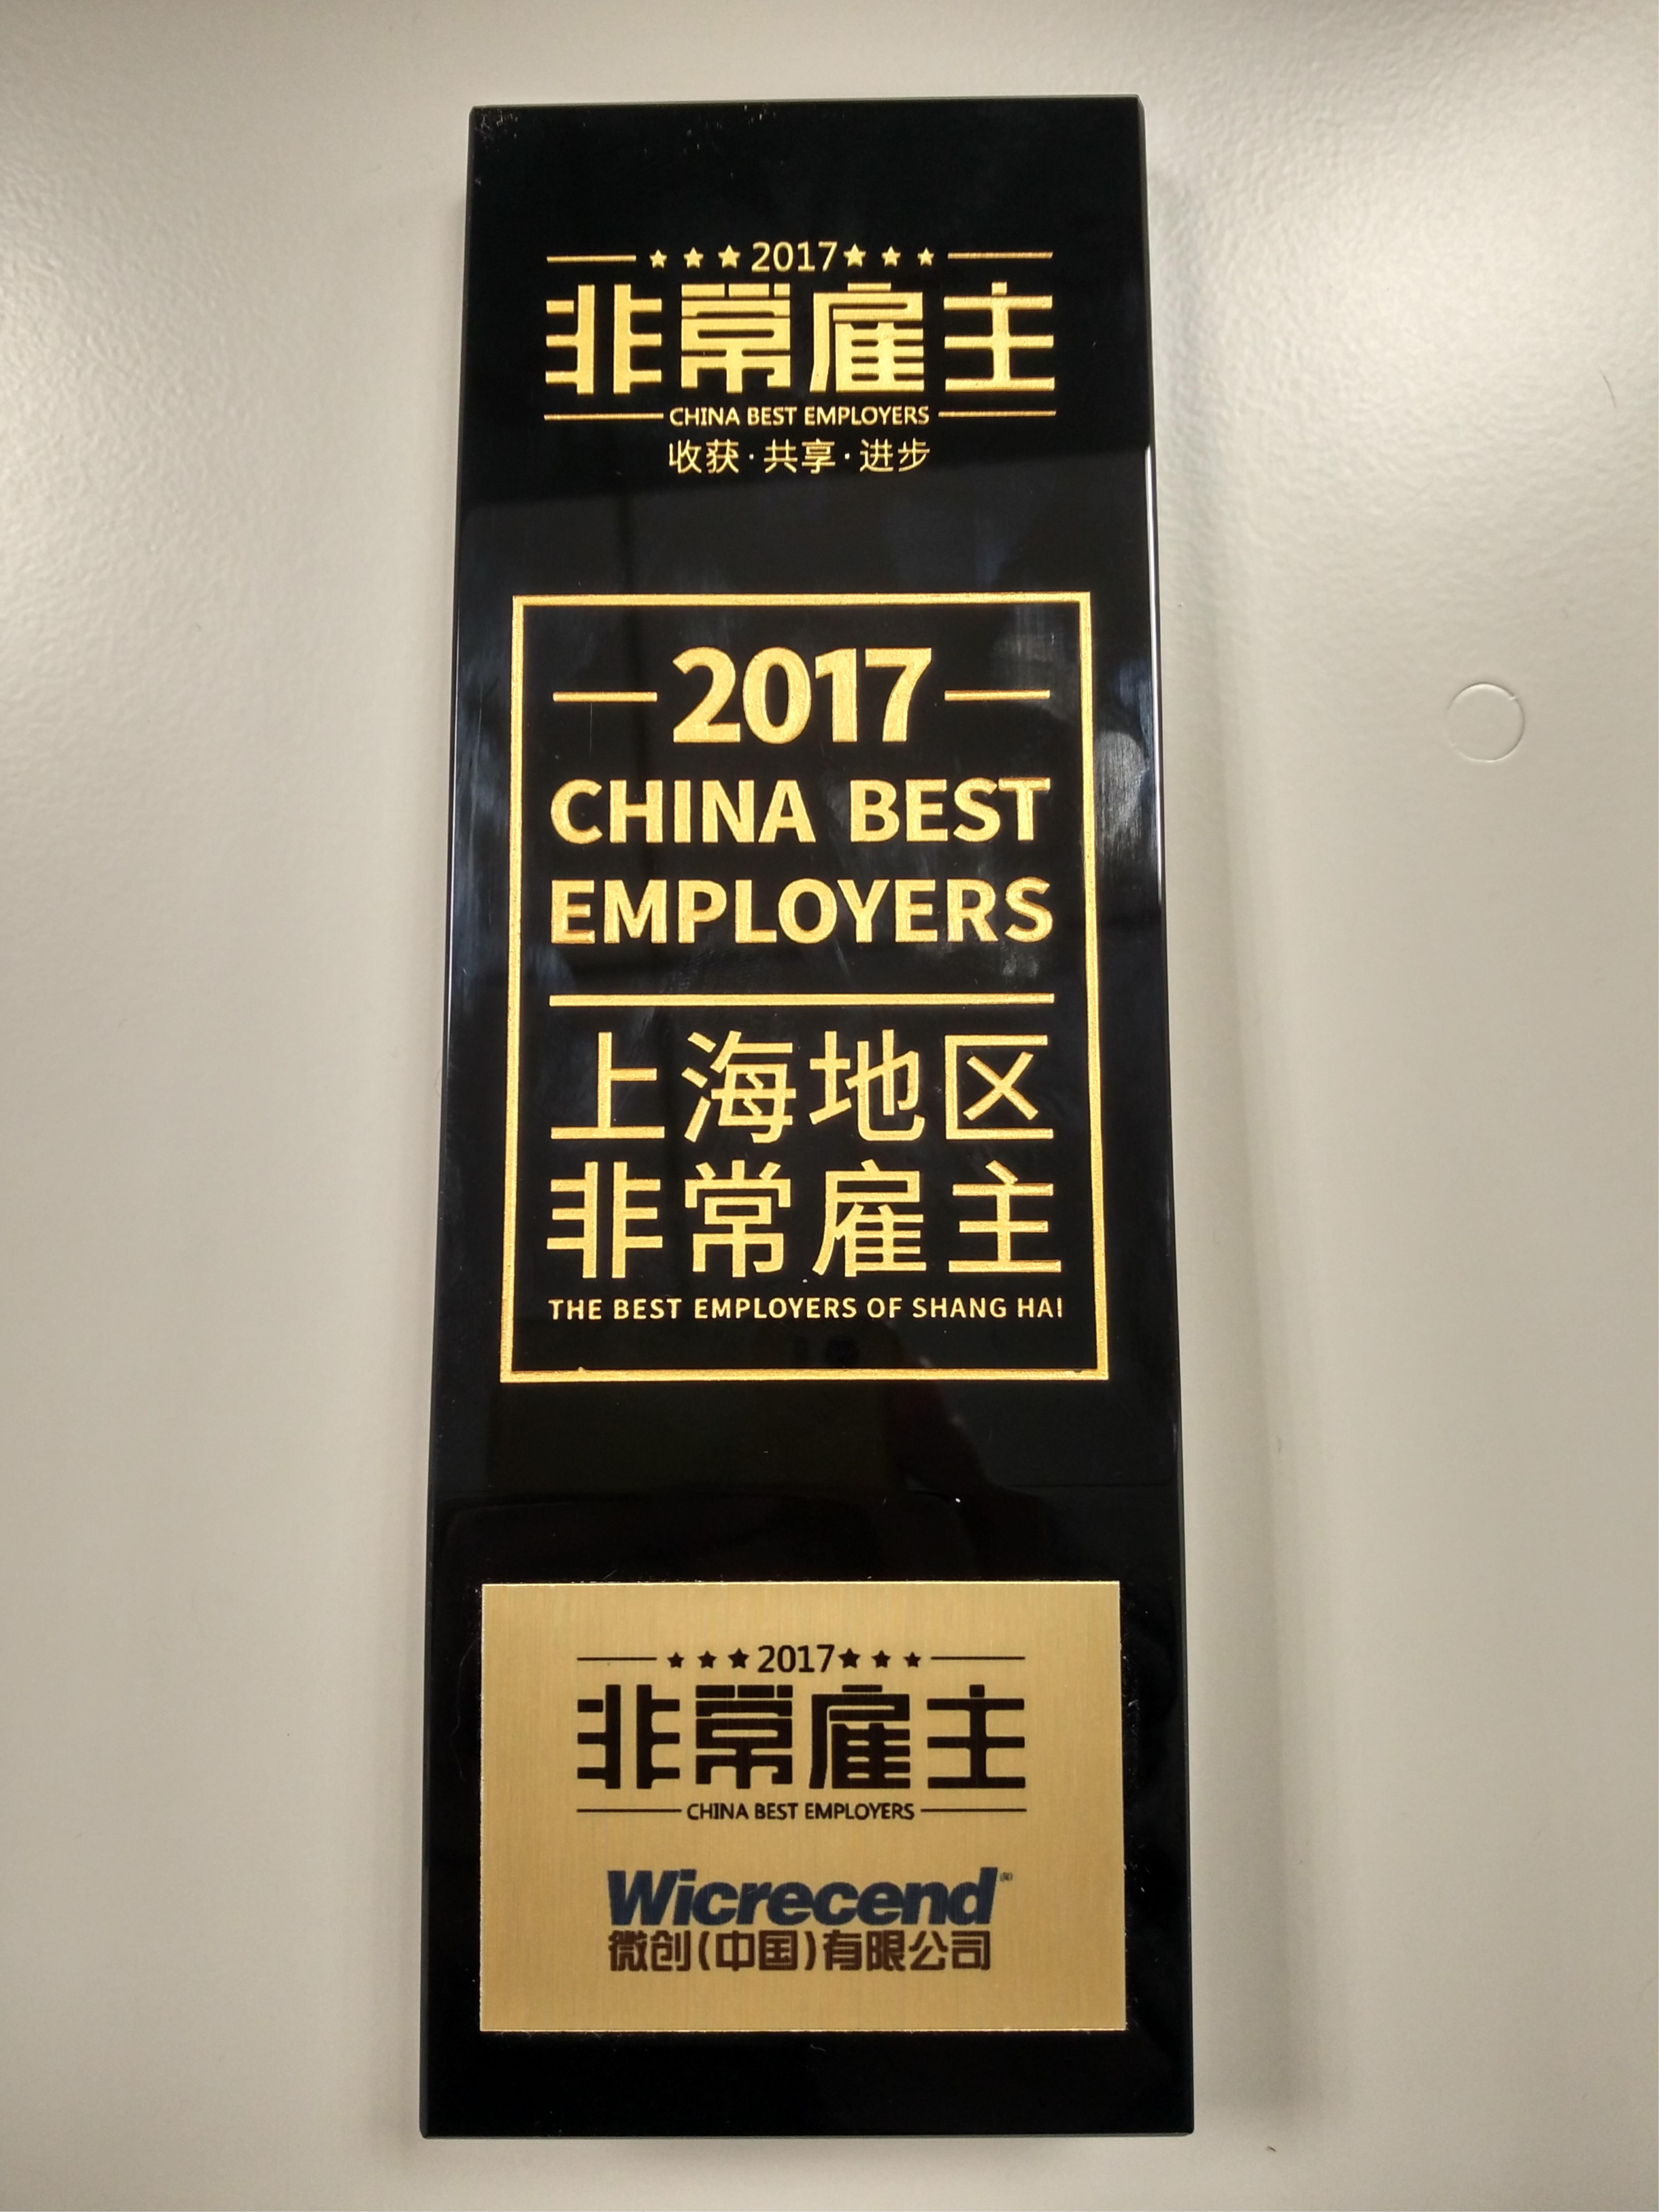 ★★★2017★★★
非常雇主
CHINA BEST EMPLOYERS
收获·共享·进步
2017
CHINA BEST
EMPLOYERS
上海地区
非常雇主
THE BEST EMPLOYERS OF SHANG HAI
★★★2017★★★
非常雇主
CHINA BEST EMPLOYERS
Wicrecend®
微创(中国)有限公司